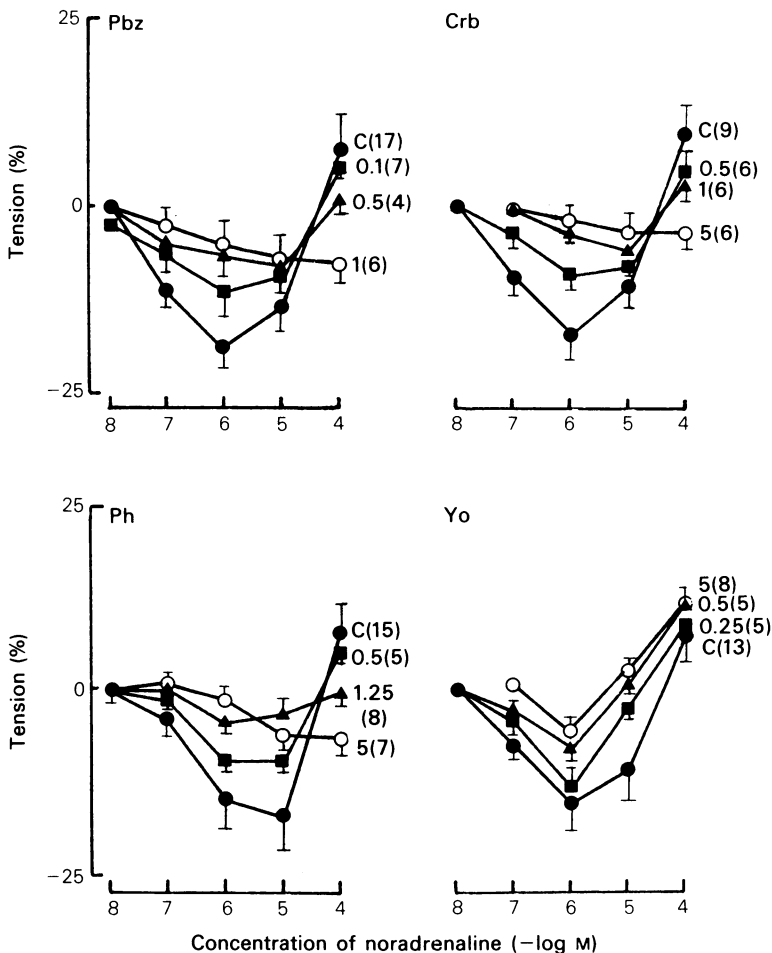 25
Pbz
Crb
C(17)
0.1(7)
0.5(4)
1(6)
C(9)
0.5(6)
1(6)
5(6)
Tension (%)
0
−25
8 7 6 5 4
8 7 6 5 4
25
Ph
Yo
C(15)
0.5(5)
1.25
(8)
5(7)
5(8)
0.5(5)
0.25(5)
C(13)
Tension (%)
0
−25
8 7 6 5 4
8 7 6 5 4
Concentration of noradrenaline (−log M)